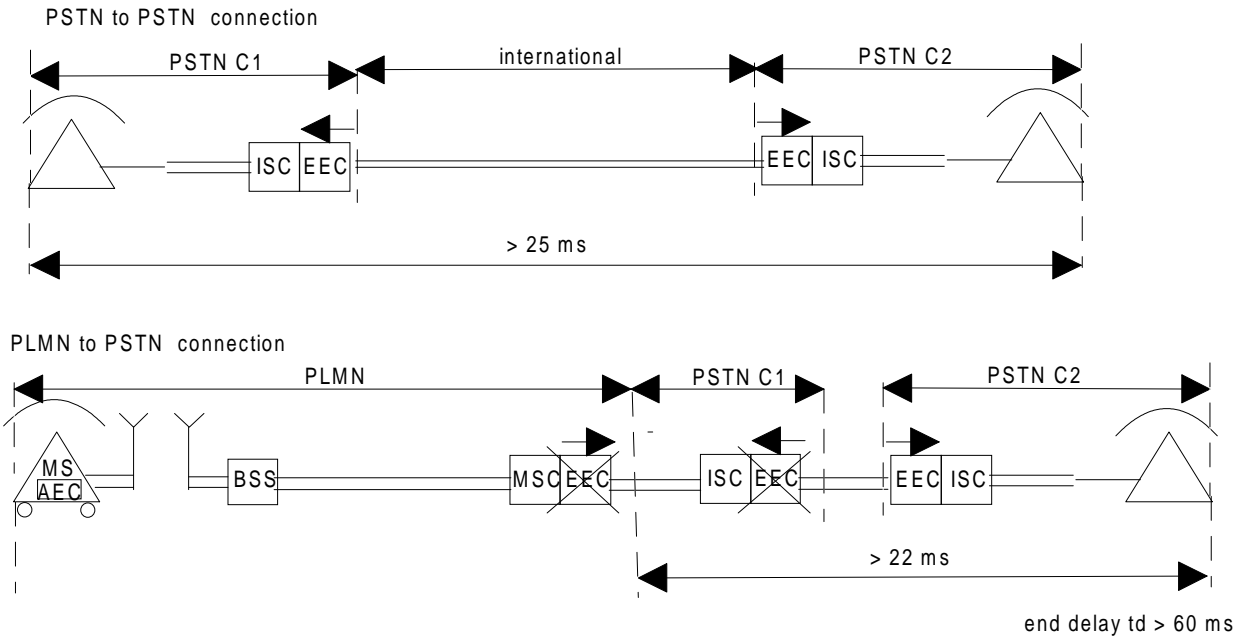 PSTN to PSTN connection
PSTN C1 international PSTN C2
ISC EEC EEC ISC
> 25 ms
PLMN to PSTN connection
PLMN PSTN C1 PSTN C2
MS
AEC BSS MSC EEC ISC EEC EEC ISC
> 22 ms
end delay td > 60 ms